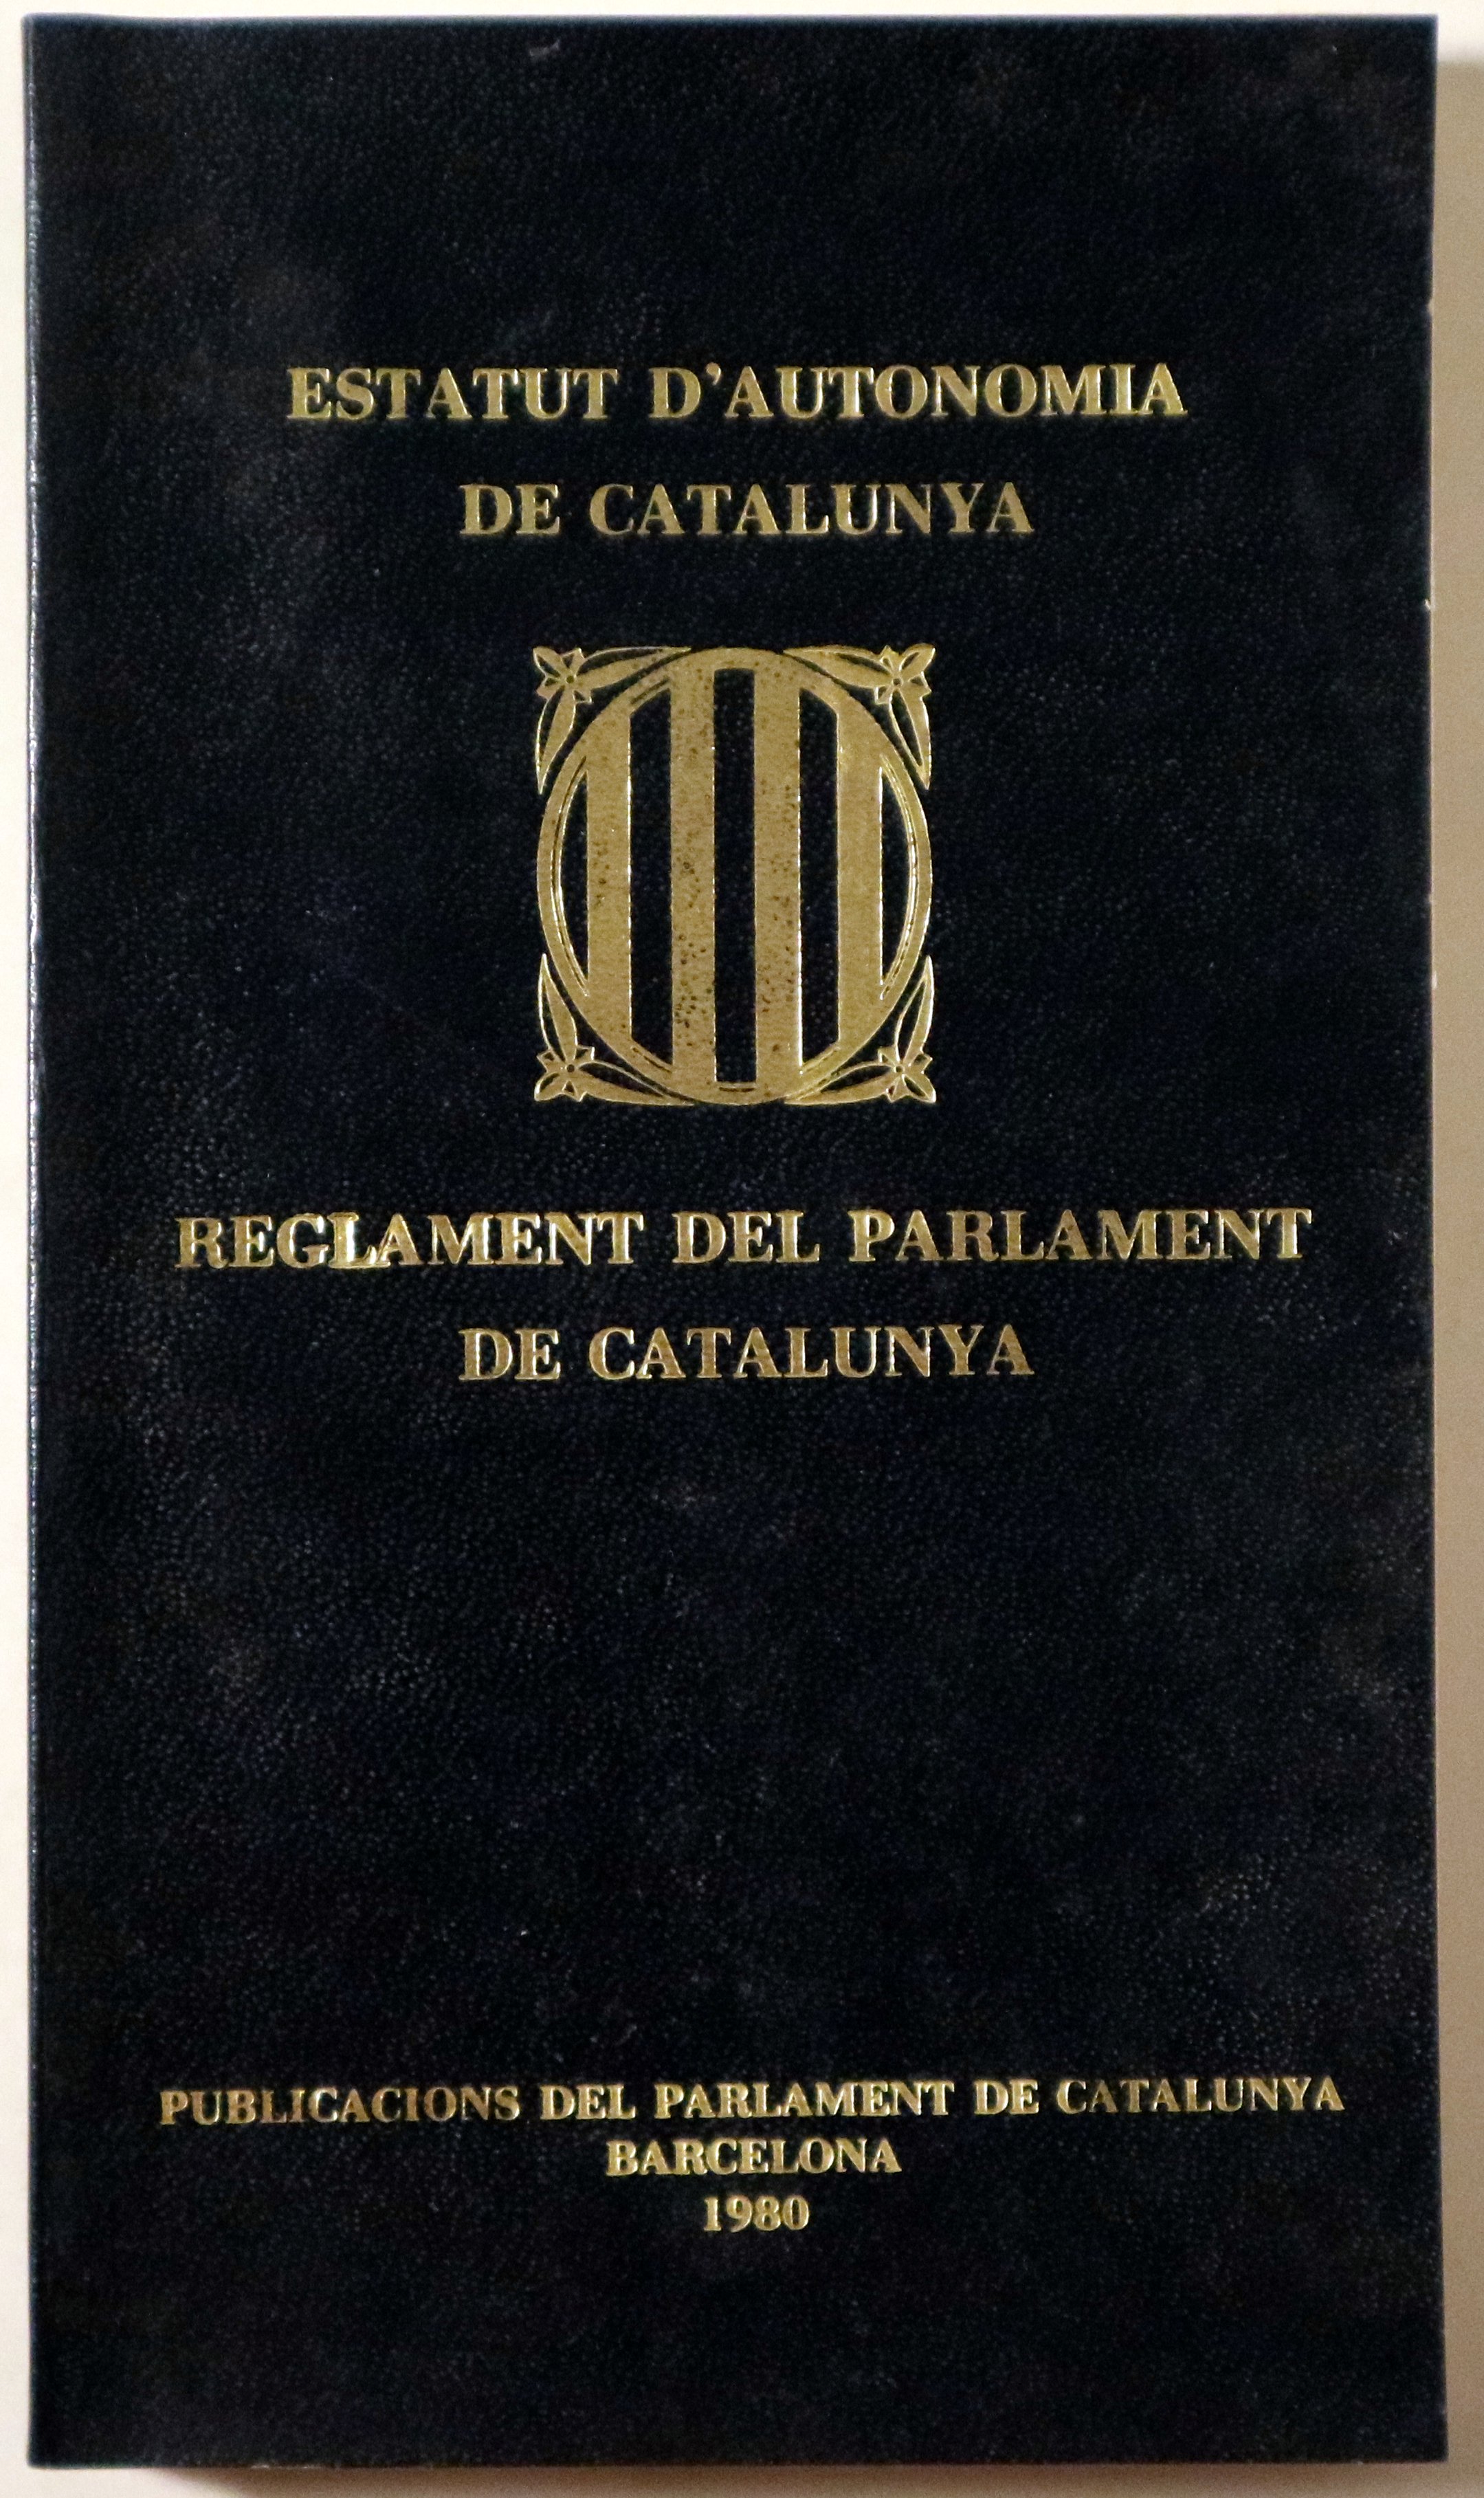 ESTATUT D'AUTONOMIA
DE CATALUNYA
REGLAMENT DEL PARLAMENT
DE CATALUNYA
PUBLICACIONS DEL PARLAMENT DE CATALUNYA
BARCELONA
1980